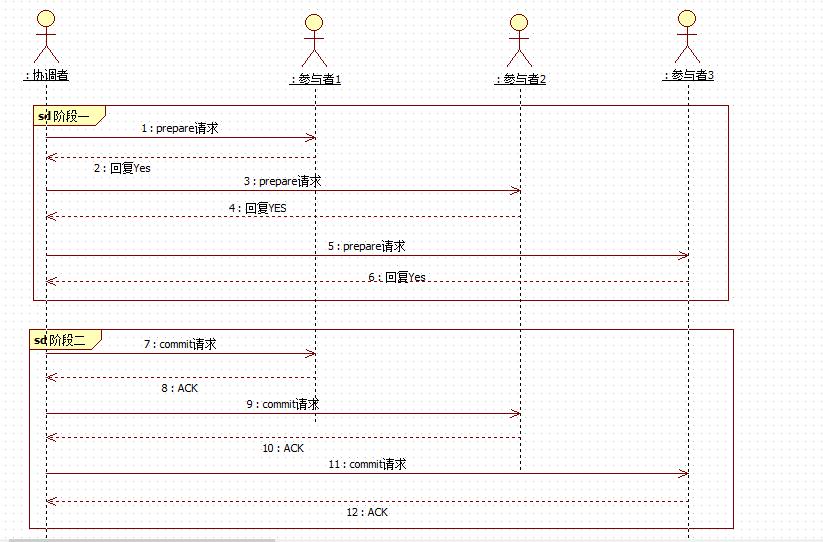 : 协调者
: 参与者1
: 参与者2
: 参与者3
sd 阶段一
1 : prepare请求
2 : 回复Yes
3 : prepare请求
4 : 回复YES
5 : prepare请求
6 : 回复Yes
sd 阶段二
7 : commit请求
8 : ACK
9 : commit请求
10 : ACK
11 : commit请求
12 : ACK